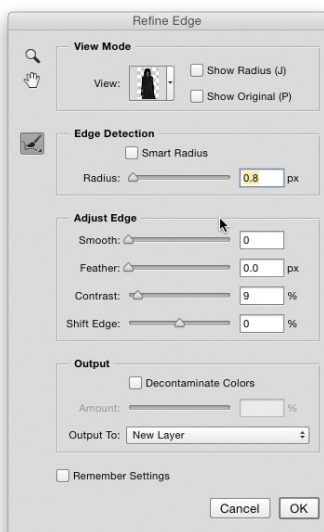 Refine Edge
View Mode
View:
Show Radius (J)
Show Original (P)
Edge Detection
Smart Radius
Radius: 0.8 px
Adjust Edge
Smooth: 0
Feather: 0.0 px
Contrast: 9 %
Shift Edge: 0 %
Output
Decontaminate Colors
Amount: %
Output To: New Layer
Remember Settings
Cancel OK